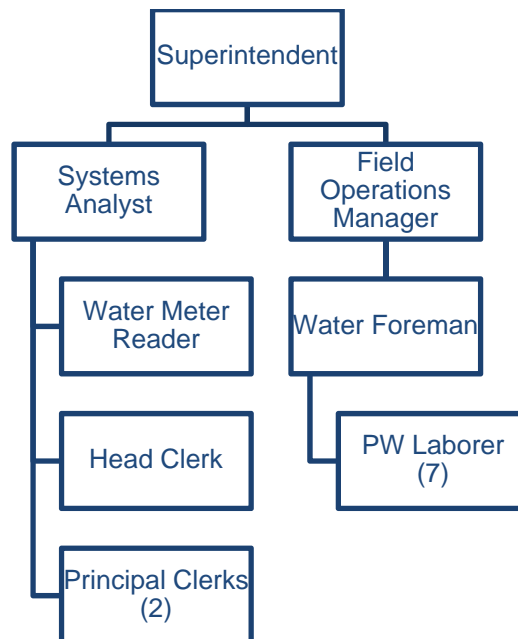 Superintendent
Systems
Analyst
Field
Operations
Manager
Water Meter
Reader
Water Foreman
Head Clerk
PW Laborer
(7)
Principal Clerks
(2)